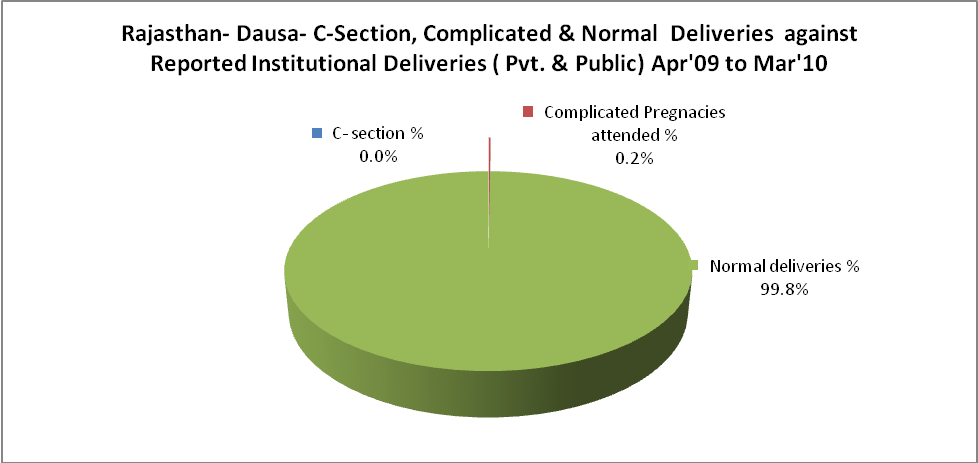 Rajasthan- Dausa- C-Section, Complicated & Normal Deliveries against
Reported Institutional Deliveries ( Pvt. & Public) Apr'09 to Mar'10
C- section %
0.0%
Complicated Pregnacies
attended %
0.2%
Normal deliveries %
99.8%